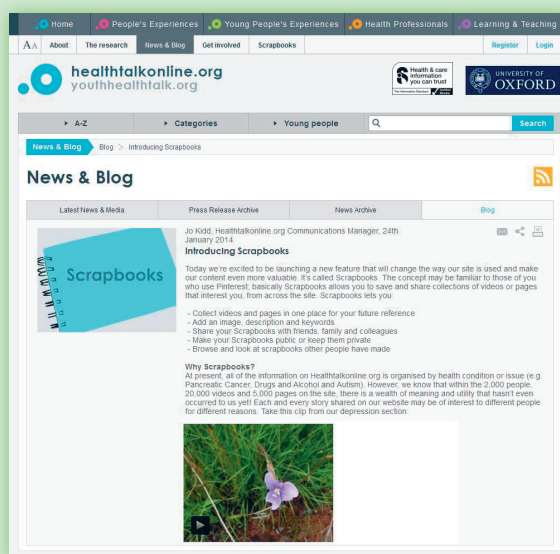 Home People's Experiences Young People's Experiences Health Professionals Learning & Teaching
AA About The research News & Blog Get involved Scrapbooks Register Login
healthtalkonline.org
youthhealthtalk.org
Health & care
information
you can trust
The Information Standard Certified Member
UNIVERSITY OF
OXFORD
A-Z Categories Young people Search
News & Blog Blog > Introducing Scrapbooks
News & Blog
Latest News & Media Press Release Archive News Archive Blog
Scrapbooks
Jo Kidd, Healthtalkonline.org Communications Manager, 24th
January 2014
Introducing Scrapbooks
Today we're excited to be launching a new feature that will change the way our site is used and make
our content even more valuable. It's called Scrapbooks. The concept may be familiar to those of you
who use Pinterest; basically Scrapbooks allows you to save and share collections of videos or pages
that interest you, from across the site. Scrapbooks lets you:
- Collect videos and pages in one place for your future reference
- Add an image, description and keywords
- Share your Scrapbooks with friends, family and colleagues
- Make your Scrapbooks public or keep them private
- Browse and look at scrapbooks other people have made
Why Scrapbooks?
At present, all of the information on Healthtalkonline.org is organised by health condition or issue (e.g.
Pancreatic Cancer, Drugs and Alcohol and Autism). However, we know that within the 2,000 people,
20,000 videos and 5,000 pages on the site, there is a wealth of meaning and utility that hasn't even
occurred to us yet! Each and every story shared on our website may be of interest to different people
for different reasons. Take this clip from our depression section: